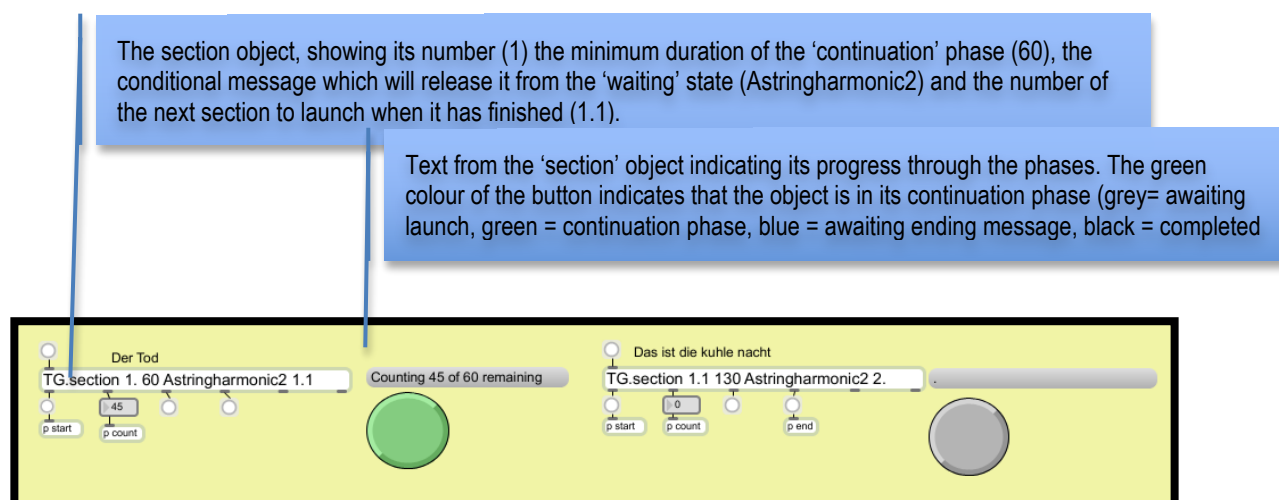 The section object, showing its number (1) the minimum duration of the ‘continuation’ phase (60), the
conditional message which will release it from the ‘waiting’ state (Astringharmonic2) and the number of
the next section to launch when it has finished (1.1).
Text from the ‘section’ object indicating its progress through the phases. The green
colour of the button indicates that the object is in its continuation phase (grey= awaiting
launch, green = continuation phase, blue = awaiting ending message, black = completed
Der Tod
TG.section 1. 60 Astringharmonic2 1.1
Counting 45 of 60 remaining
45
p start
p count
Das ist die kuhle nacht
TG.section 1.1 130 Astringharmonic2 2.
.
0
p start
p count
p end